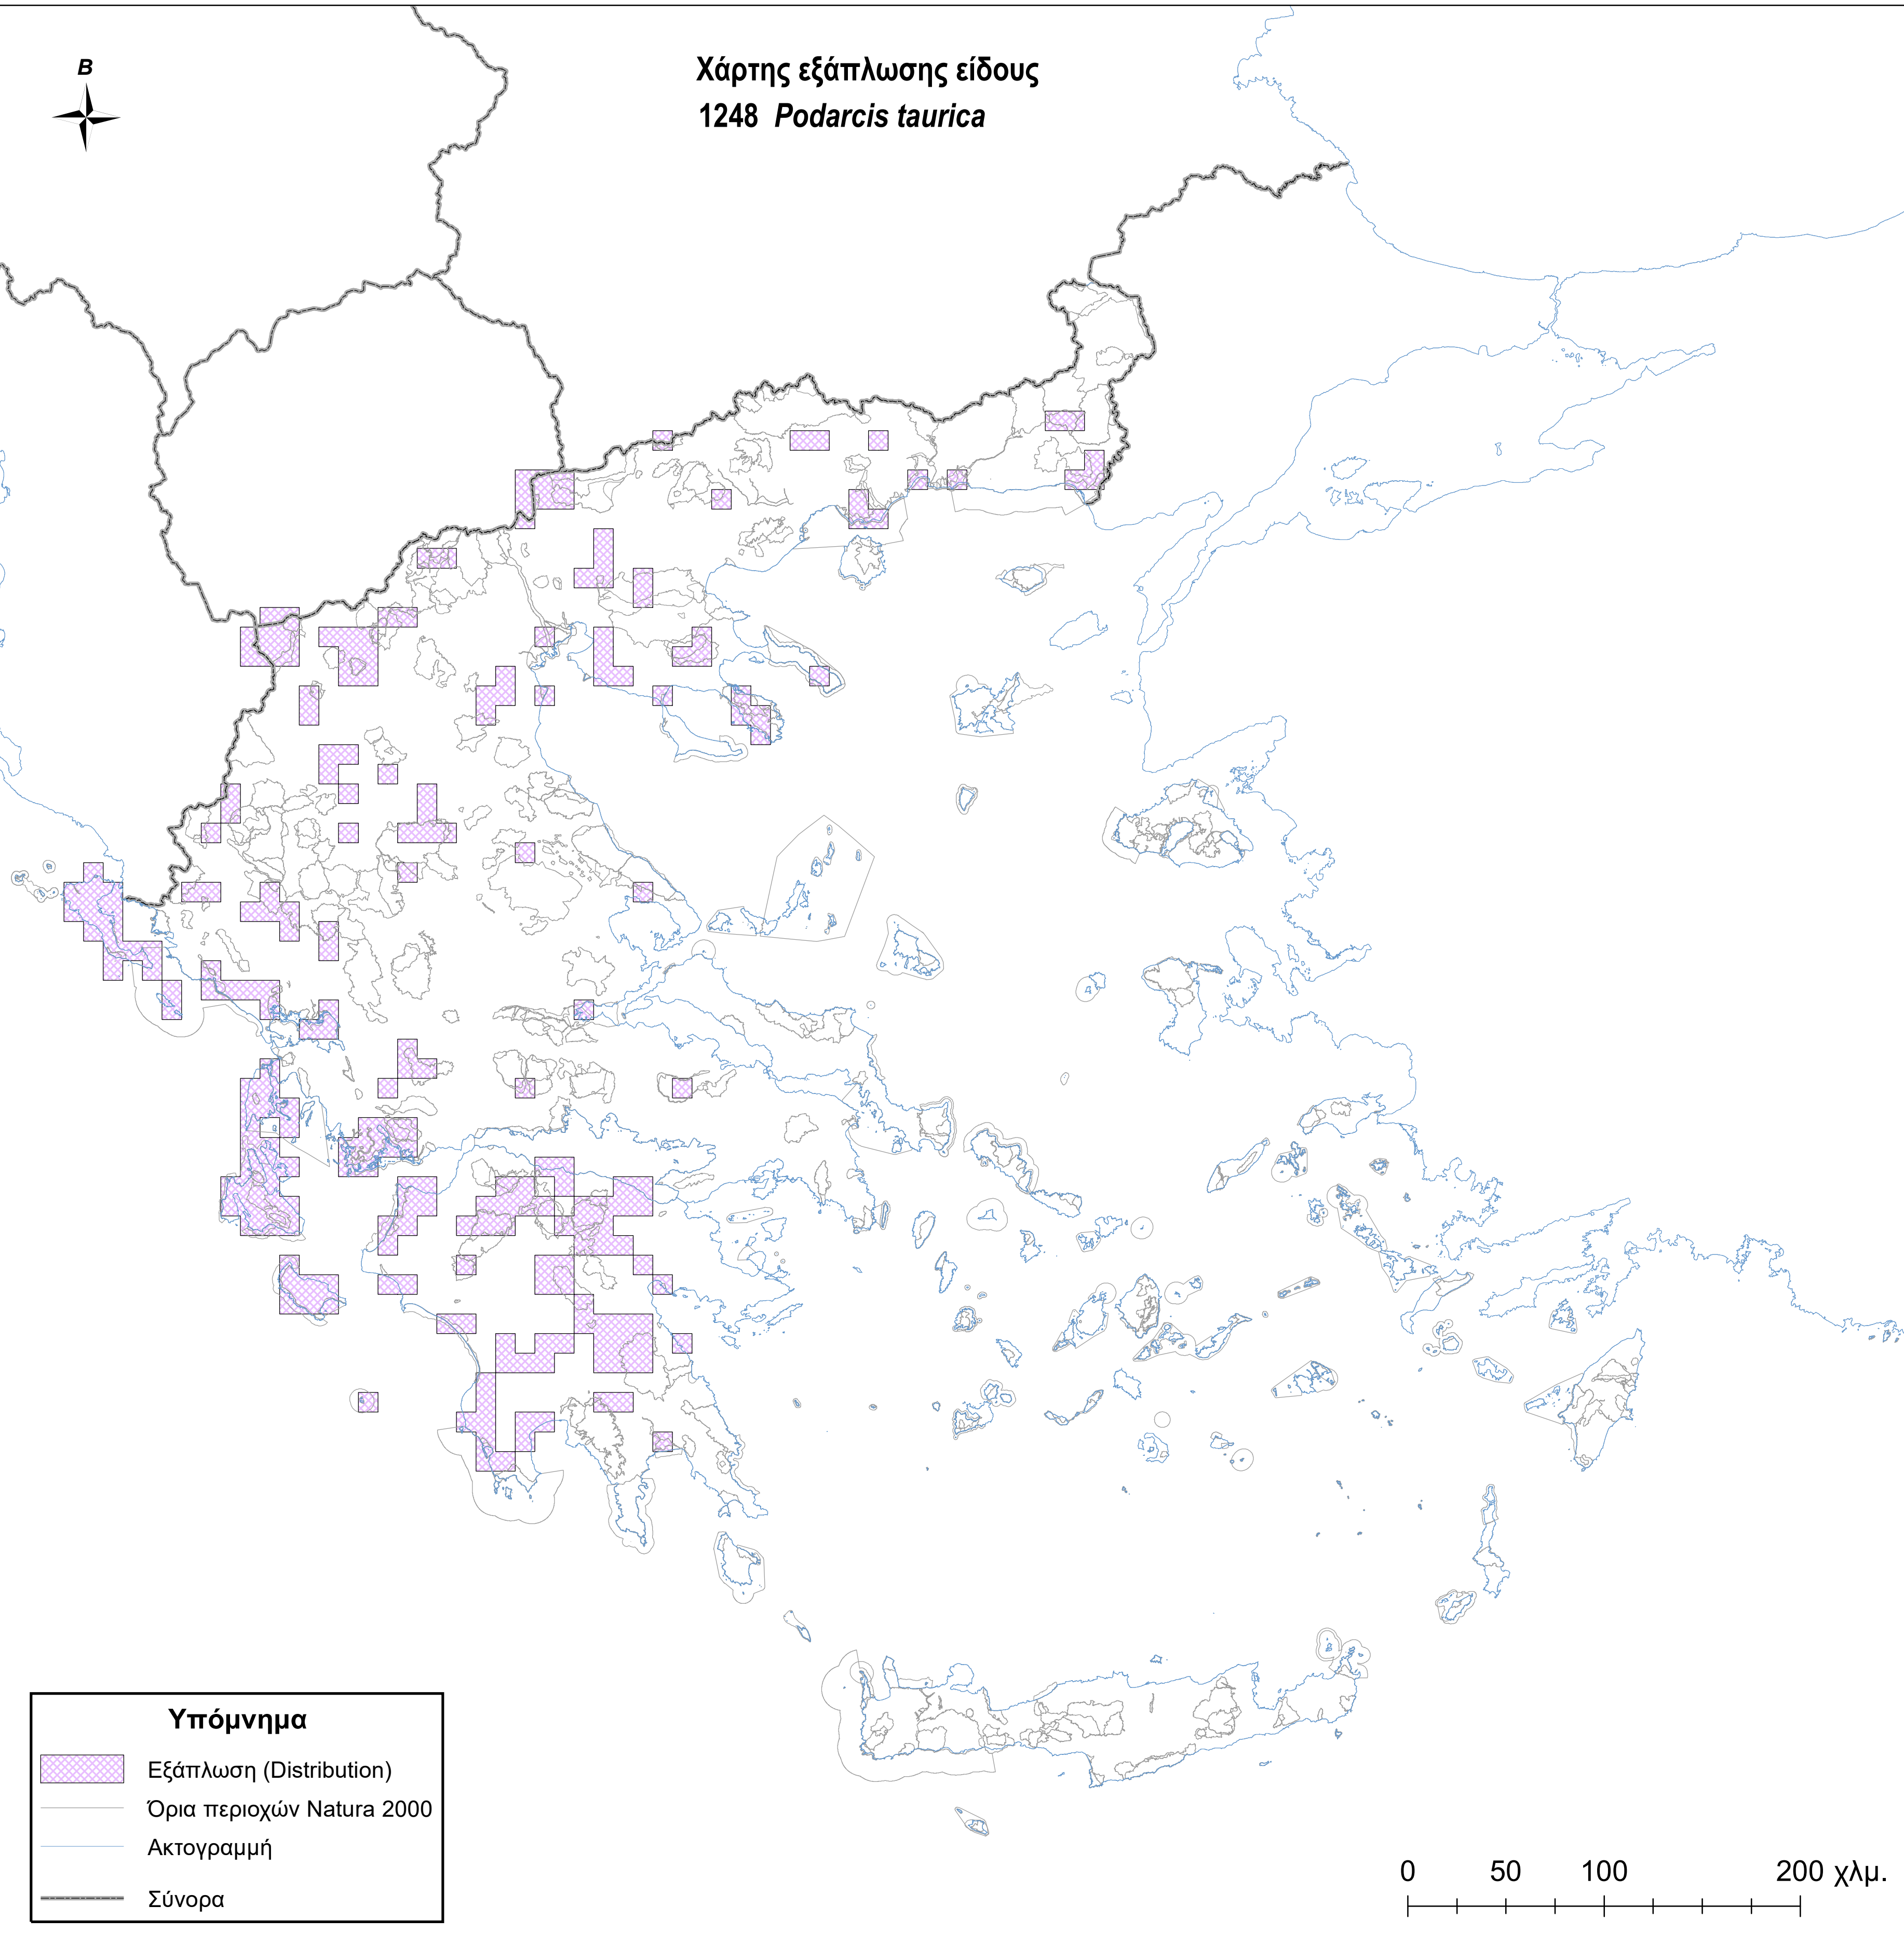 B
Χάρτης εξάπλωσης είδους
1248 Podarcis taurica
Υπόμνημα
Εξάπλωση (Distribution)
Όρια περιοχών Natura 2000
Ακτογραμμή
Σύνορα
0 50 100 200 χλμ.